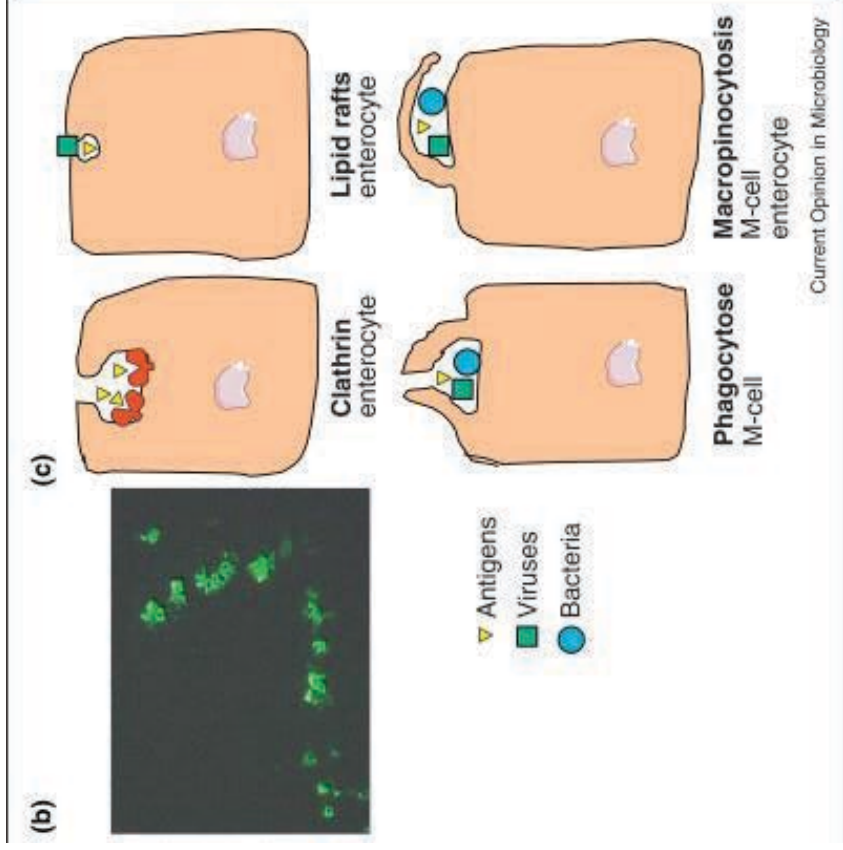 (b)
(c)
Clathrin
enterocyte
Lipid rafts
enterocyte
Antigens
Viruses
Bacteria
Phagocytose
M-cell
Macropinocytosis
M-cell
enterocyte
Current Opinion in Microbiology